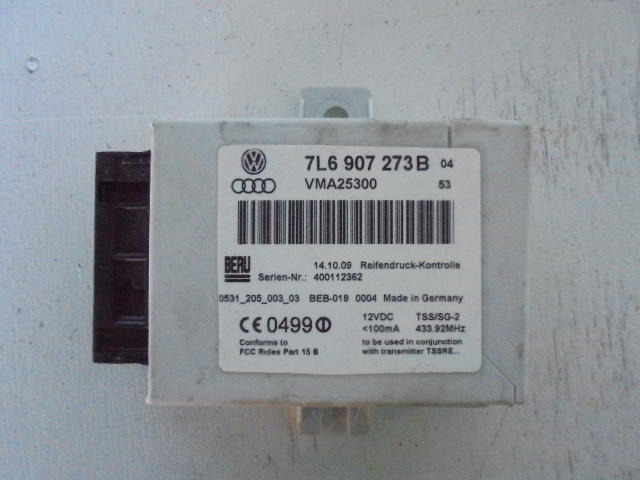 7L6 907 273B 04
VMA25300 53
BERU
14.10.09 Reifendruck-Kontrolle
Serien-Nr.: 400112362
0531_205_003_03 BEB-018 0004 Made in Germany
CE 0499 12VDC TSS/SG-2
<100mA 433.92MHz
Conforms to to be used in conjunction
FCC Rules Part 15 B with transmitter TSSRE...